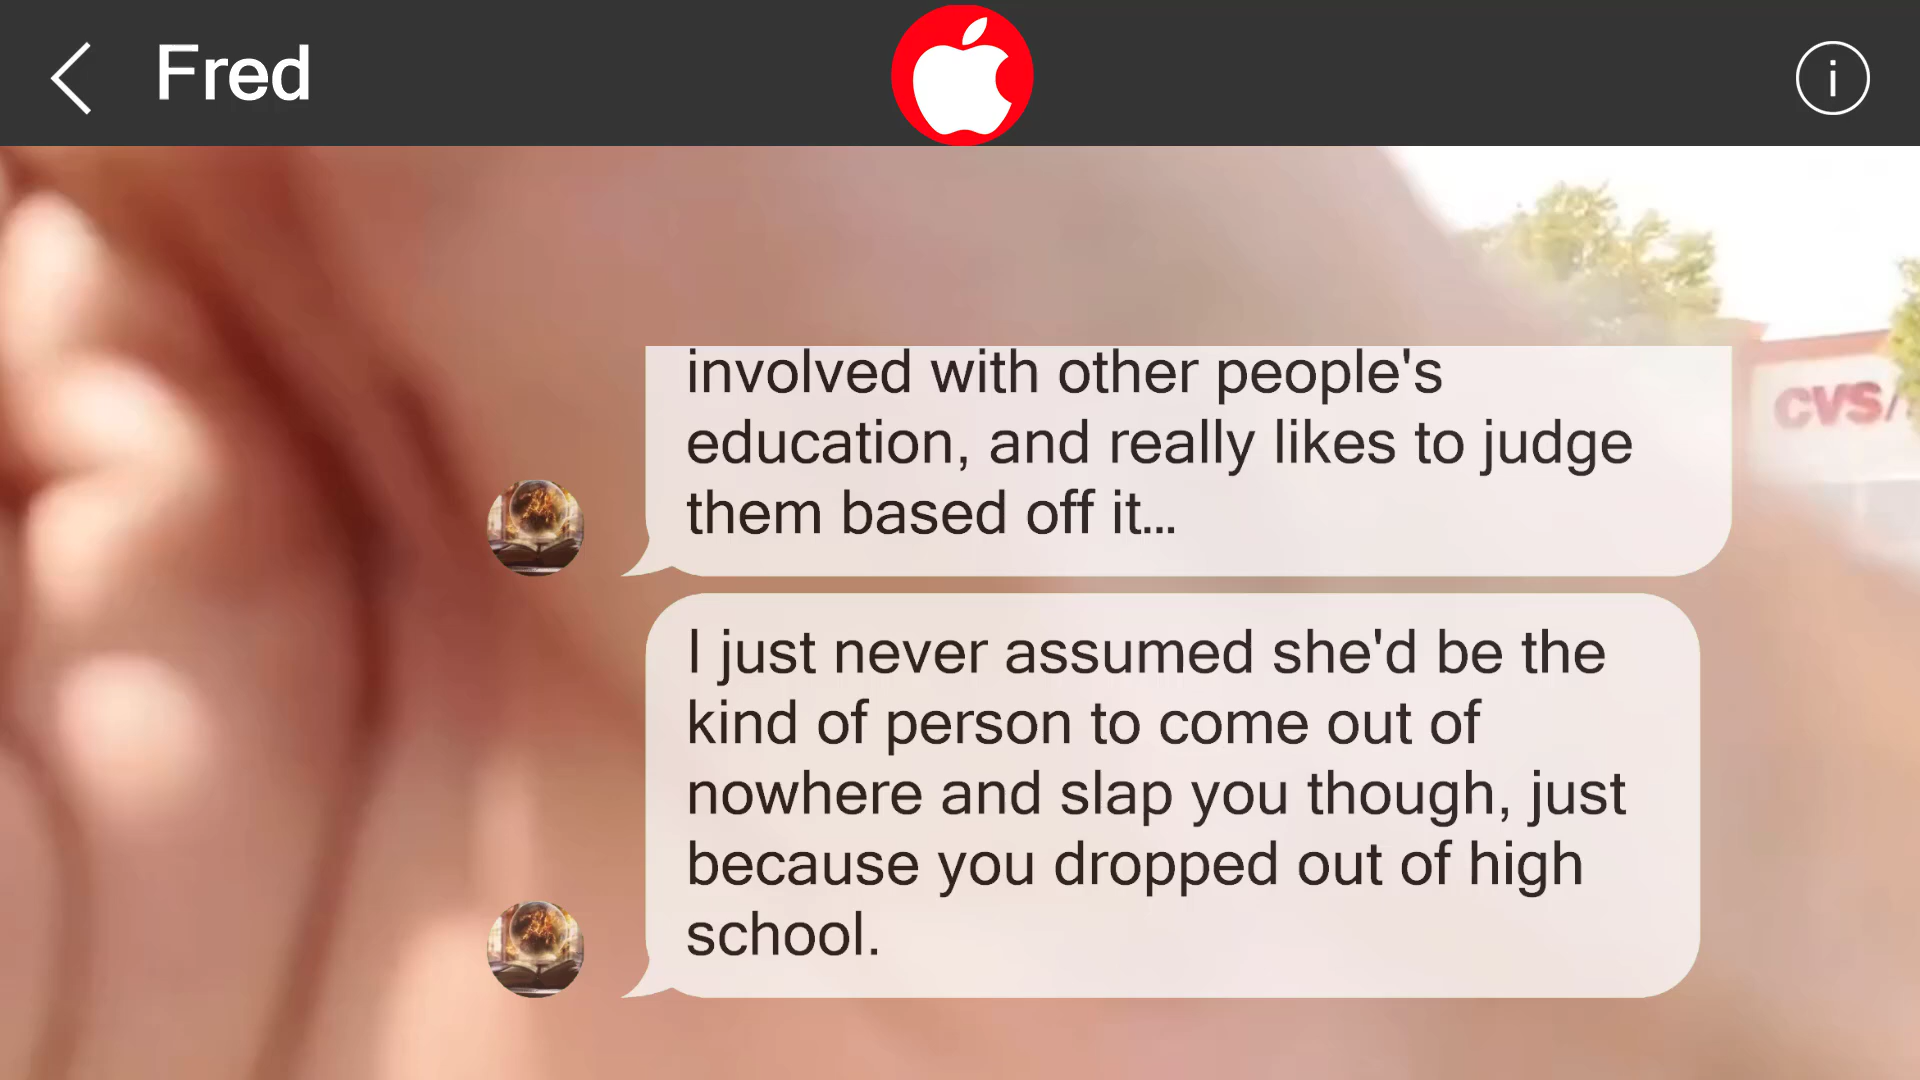 Fred
i
involved with other people's
education, and really likes to judge
them based off it...
CVS/
I just never assumed she'd be the
kind of person to come out of
nowhere and slap you though, just
because you dropped out of high
school.